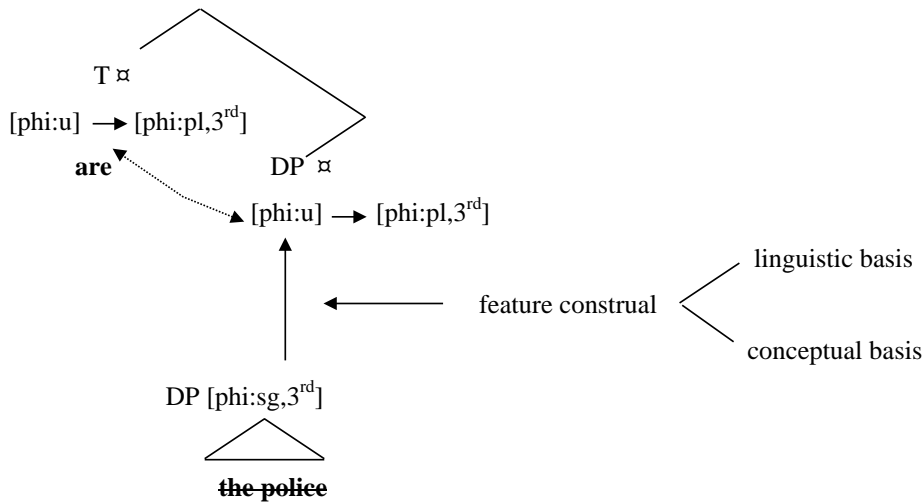 T ¤
[phi:u] → [phi:pl,3rd]
are
DP ¤
[phi:u] → [phi:pl,3rd]
linguistic basis
feature construal
conceptual basis
DP [phi:sg,3rd]
the police